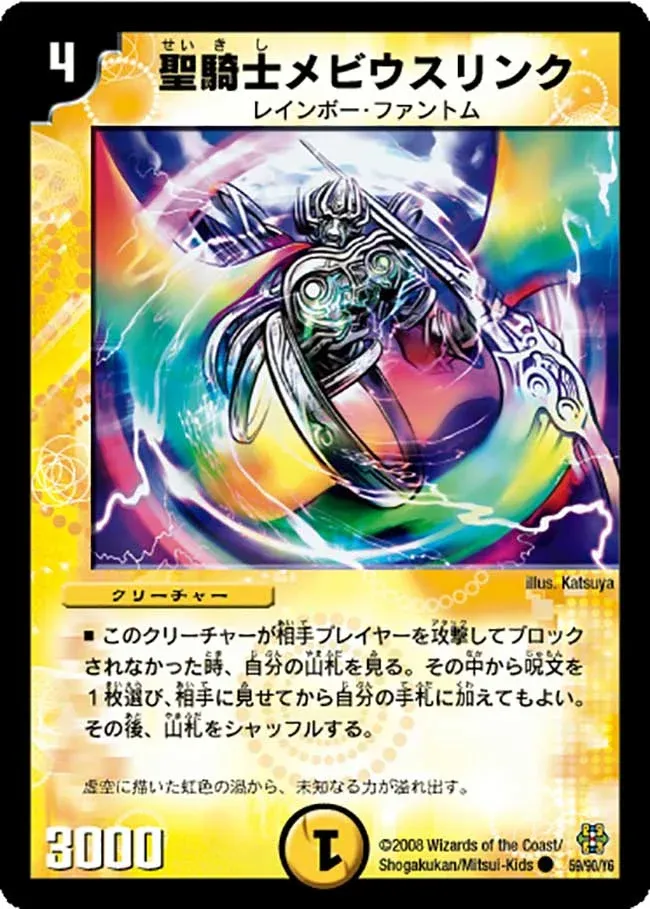 4
せいきし
聖騎士メビウスリンク
レインボー・ファントム
illus. Katsuya
クリーチャー
■ このクリーチャーが相手プレイヤーを攻撃してブロック
されなかった時、自分の山札を見る。その中から呪文を
1枚選び、相手に見せてから自分の手札に加えてもよい。
その後、山札をシャッフルする。
虚空に描いた虹色の渦から、未知なる力が溢れ出す。
3000
1
©2008 Wizards of the Coast/
Shogakukan/Mitsui-Kids
59/90/Y6